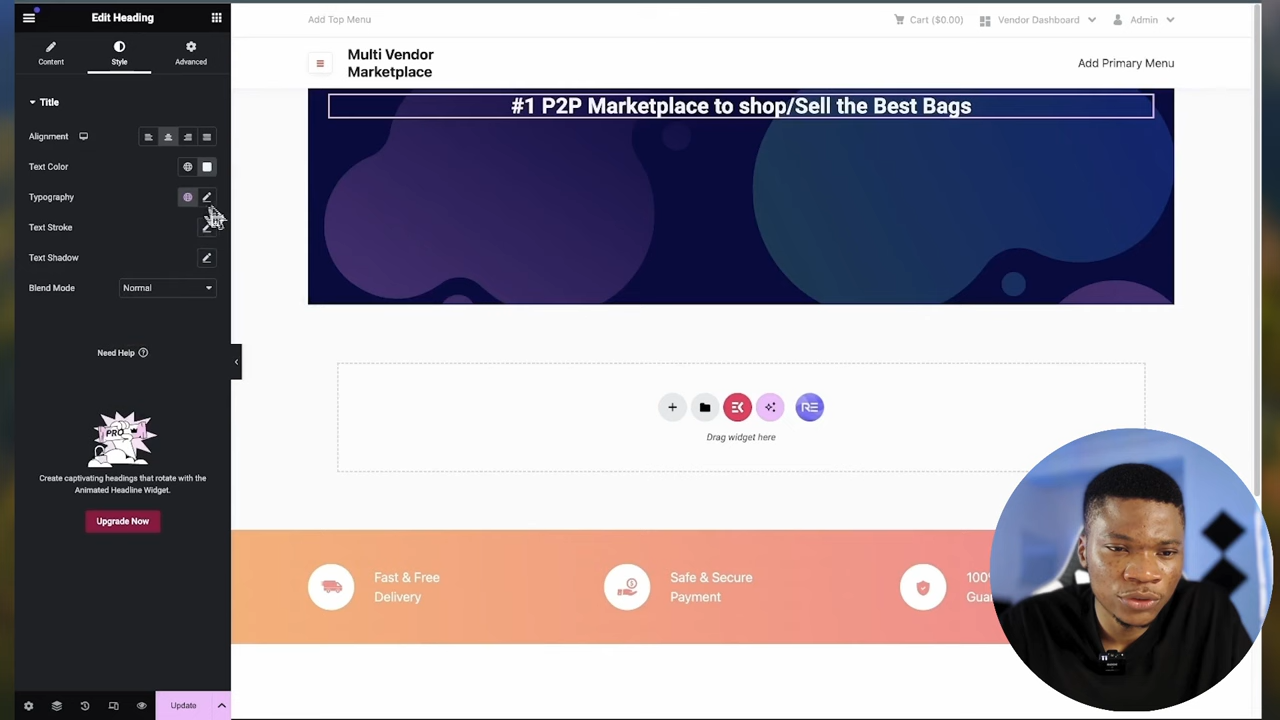 Edit Heading
Content
Style
Advanced
Title
Alignment
Text Color
Typography
Text Stroke
Text Shadow
Blend Mode
Normal
Need Help
PRO
Create captivating headings that rotate with the
Animated Headline Widget.
Upgrade Now
Update
Add Top Menu
Cart ($0.00)
Vendor Dashboard
Admin
Multi Vendor
Marketplace
Add Primary Menu
#1 P2P Marketplace to shop/Sell the Best Bags
Drag widget here
Fast & Free
Delivery
Safe & Secure
Payment